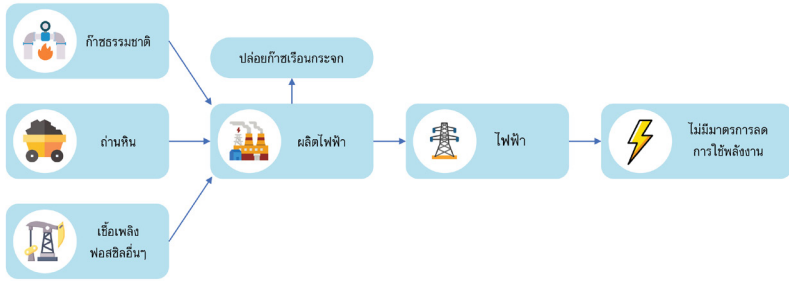 ก๊าซธรรมชาติ
ปล่อยก๊าซเรือนกระจก
ถ่านหิน
ผลิตไฟฟ้า
ไฟฟ้า
ไม่มีมาตรการลด
การใช้พลังงาน
เชื้อเพลิง
ฟอสซิลอื่นๆ